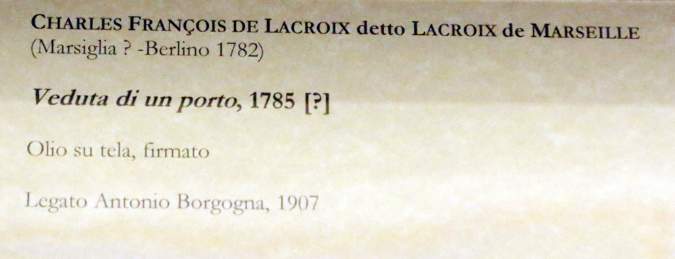 CHARLES FRANÇOIS DE LACROIX detto LACROIX de MARSEILLE
(Marsiglia ? -Berlino 1782)
Veduta di un porto, 1785 [?]
Olio su tela, firmato
Legato Antonio Borgogna, 1907